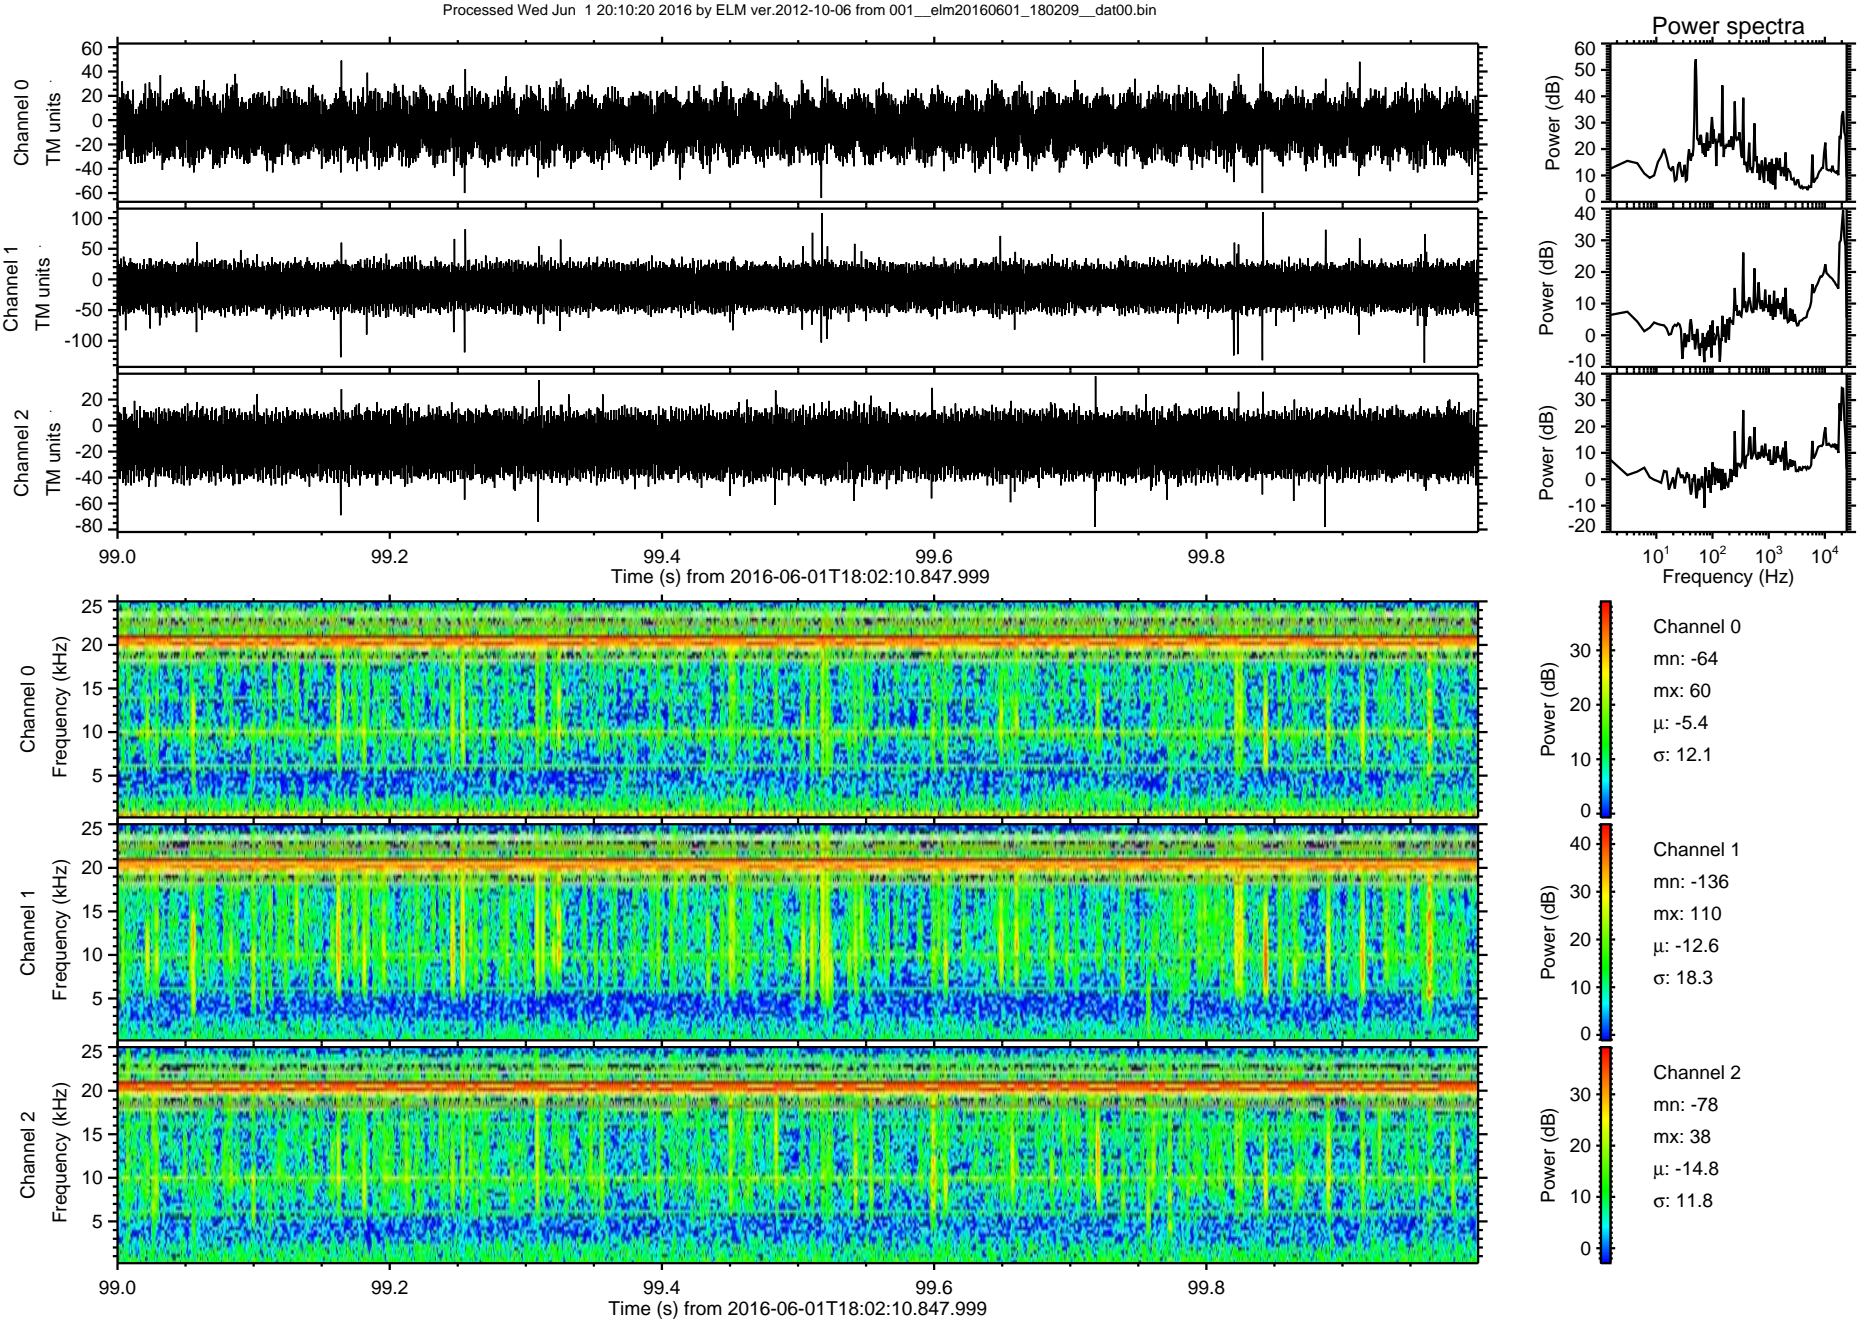 Processed Wed Jun  1 20:10:20 2016 by ELM ver.2012-10-06 from 001__elm20160601_180209__dat00.bin
Power spectra
Channel 0
TM units
60
40
20
0
-20
-40
-60
Power (dB)
60
50
40
30
20
10
0
Channel 1
TM units
100
50
0
-50
-100
Power (dB)
40
30
20
10
0
-10
Channel 2
TM units
20
0
-20
-40
-60
-80
Power (dB)
40
30
20
10
0
-10
-20
99.0 99.2 99.4 99.6 99.8
Time (s) from 2016-06-01T18:02:10.847.999
10¹ 10² 10³ 10⁴
Frequency (Hz)
Channel 0
Frequency (kHz)
25
20
15
10
5
Power (dB)
30
20
10
0
Channel 0
mn: -64
mx: 60
μ: -5.4
σ: 12.1
Channel 1
Frequency (kHz)
25
20
15
10
5
Power (dB)
40
30
20
10
0
Channel 1
mn: -136
mx: 110
μ: -12.6
σ: 18.3
Channel 2
Frequency (kHz)
25
20
15
10
5
Power (dB)
30
20
10
0
Channel 2
mn: -78
mx: 38
μ: -14.8
σ: 11.8
99.0 99.2 99.4 99.6 99.8
Time (s) from 2016-06-01T18:02:10.847.999